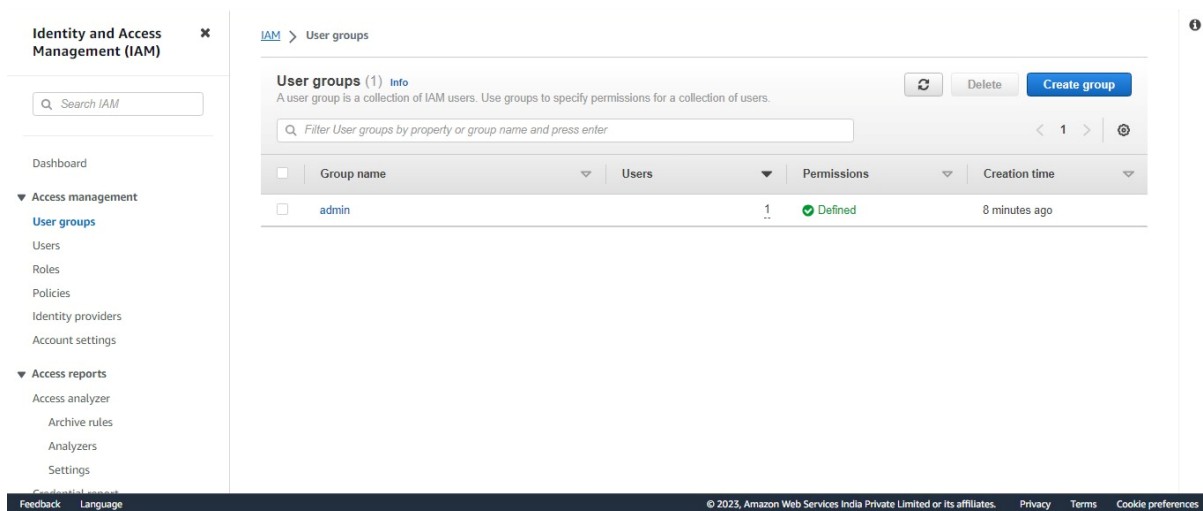 Identity and Access
Management (IAM)
Search IAM
Dashboard
Access management
User groups
Users
Roles
Policies
Identity providers
Account settings
Access reports
Access analyzer
Archive rules
Analyzers
Settings
Credential report
IAM > User groups
User groups (1) Info
A user group is a collection of IAM users. Use groups to specify permissions for a collection of users.
Delete
Create group
Filter User groups by property or group name and press enter
< 1 >
Group name Users Permissions Creation time
admin 1 Defined 8 minutes ago
Feedback Language © 2023, Amazon Web Services India Private Limited or its affiliates. Privacy Terms Cookie preferences